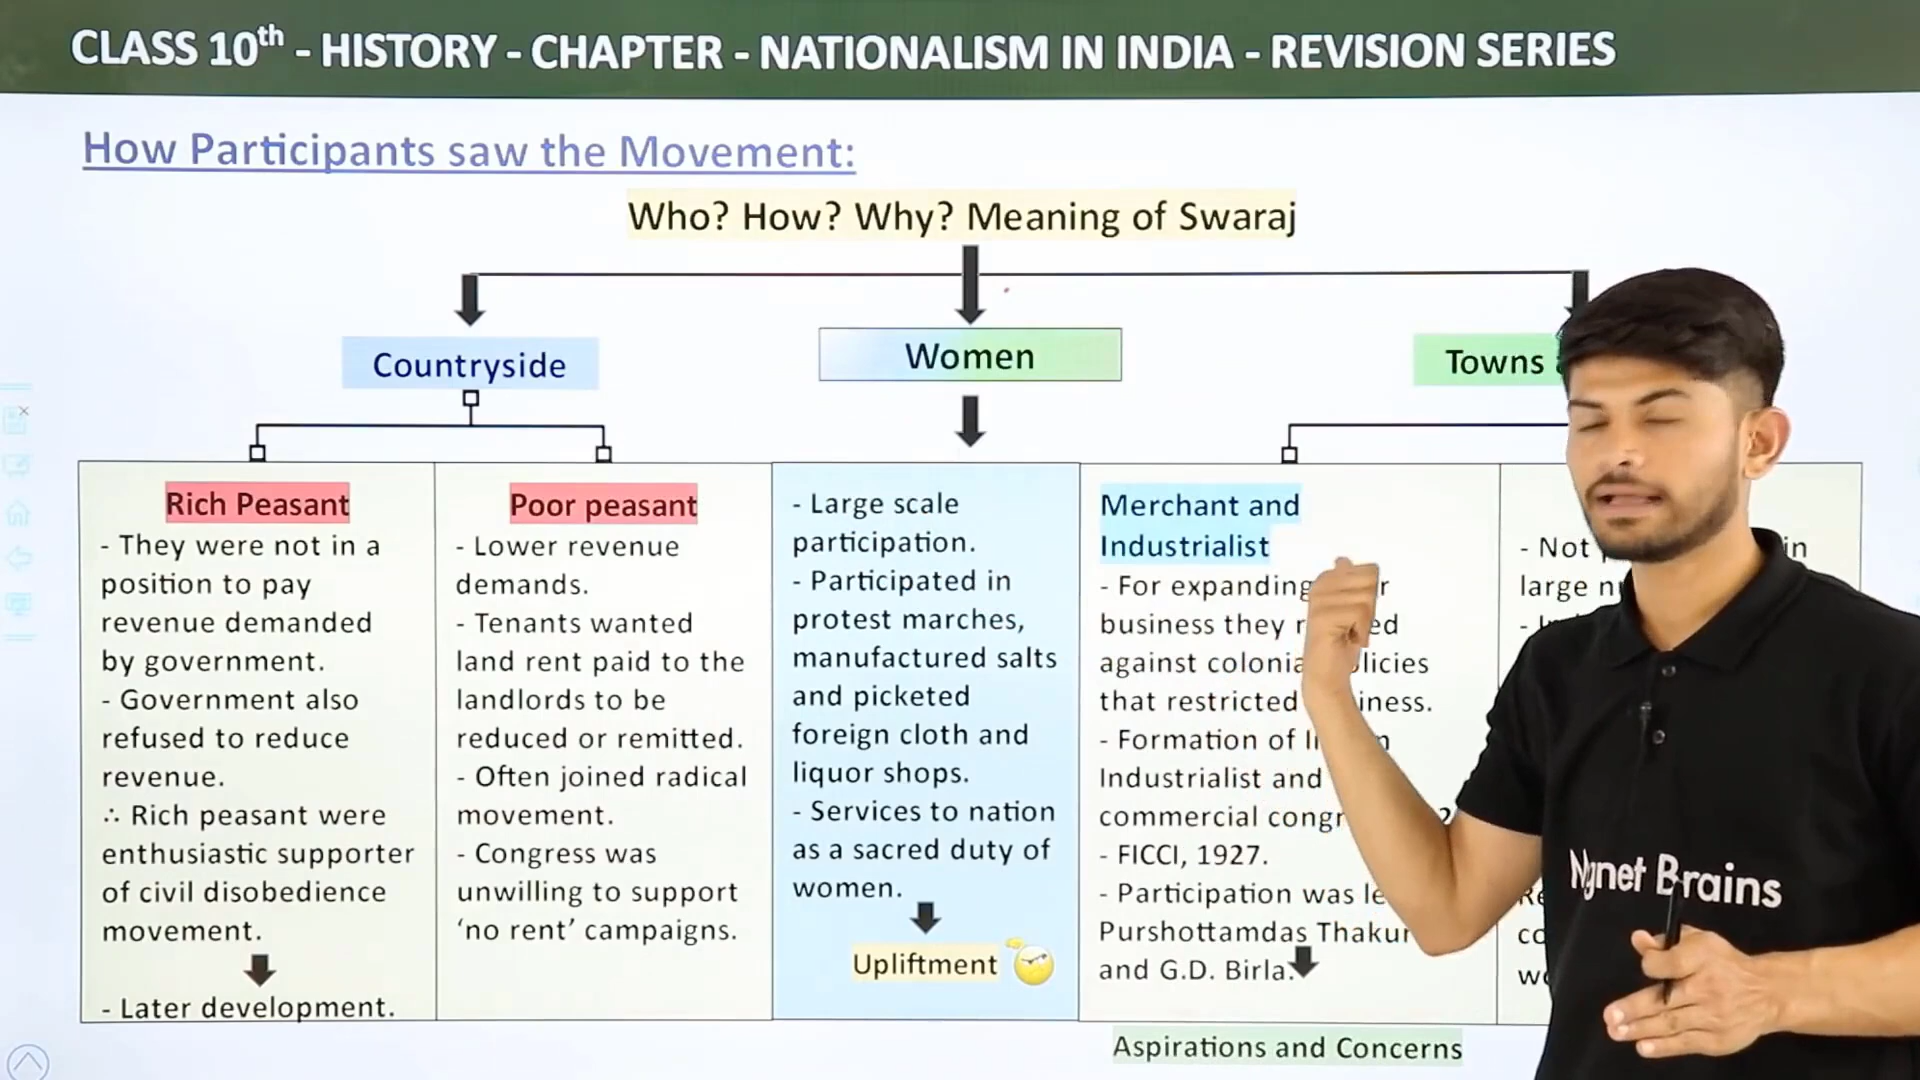 CLASS 10th - HISTORY - CHAPTER - NATIONALISM IN INDIA - REVISION SERIES
How Participants saw the Movement:
Who? How? Why? Meaning of Swaraj
Countryside
Women
Towns
Rich Peasant
- They were not in a
position to pay
revenue demanded
by government.
- Government also
refused to reduce
revenue.
∴ Rich peasant were
enthusiastic supporter
of civil disobedience
movement.
- Later development.
Poor peasant
- Lower revenue
demands.
- Tenants wanted
land rent paid to the
landlords to be
reduced or remitted.
- Often joined radical
movement.
- Congress was
unwilling to support
‘no rent’ campaigns.
- Large scale
participation.
- Participated in
protest marches,
manufactured salts
and picketed
foreign cloth and
liquor shops.
- Services to nation
as a sacred duty of
women.
Upliftment
Merchant and
Industrialist
- For expanding
business they
against
that restricted
- Formation of
Industrialist and
commercial
- FICCI, 1927.
- Participation was
Purshottamdas
and G.D. Birla.
Aspirations and Concerns
- Not in
large
Magnet Brains